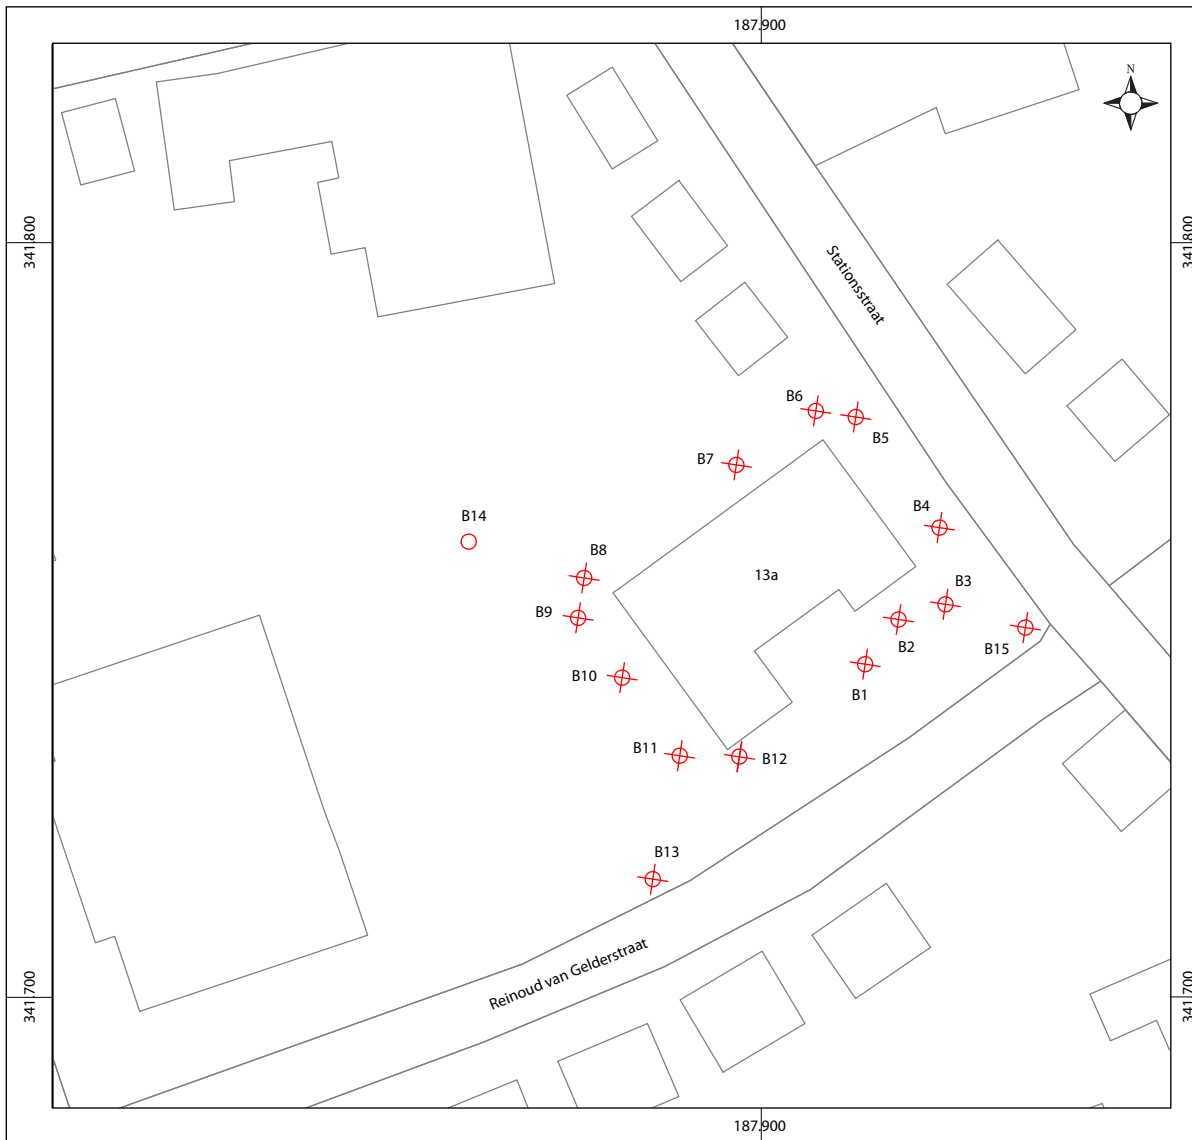 187.900
N
341.800
341.800
Stationsstraat
B6
B5
B7
B4
B14
B8
13a
B3
B9
B2
B15
B10
B1
B11
B12
B13
Reinoud van Gelderstraat
341.700
341.700
187.900